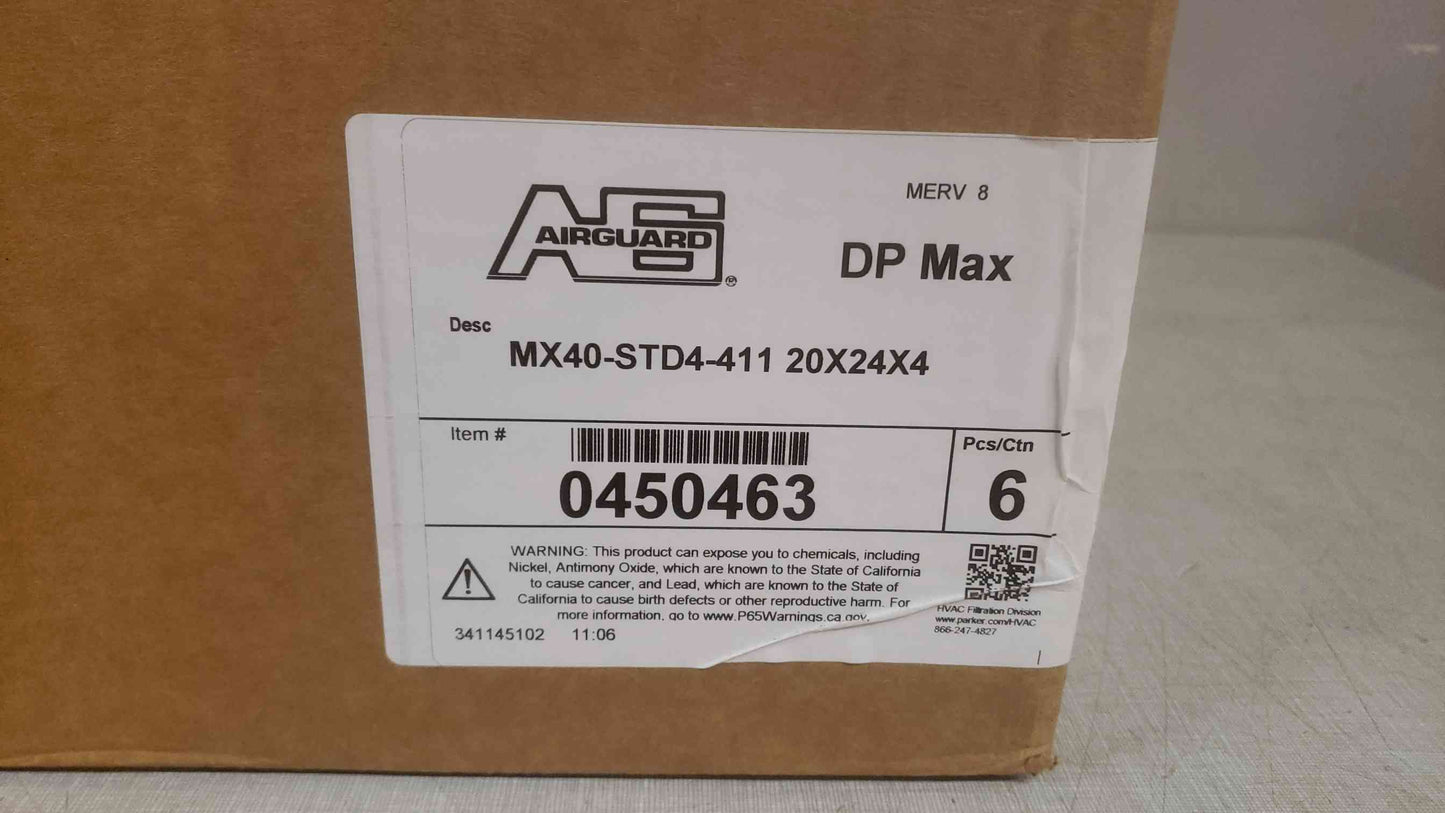 AIRGUARD ®
MERV 8
DP Max
Desc
MX40-STD4-411 20X24X4
Item #
0450463
Pcs/Ctn
6
WARNING: This product can expose you to chemicals, including
Nickel, Antimony Oxide, which are known to the State of California
to cause cancer, and Lead, which are known to the State of
California to cause birth defects or other reproductive harm. For
more information, go to www.P65Warnings.ca.gov.
HVAC Filtration Division
www.parker.com/HVAC
866-247-4827
341145102 11:06